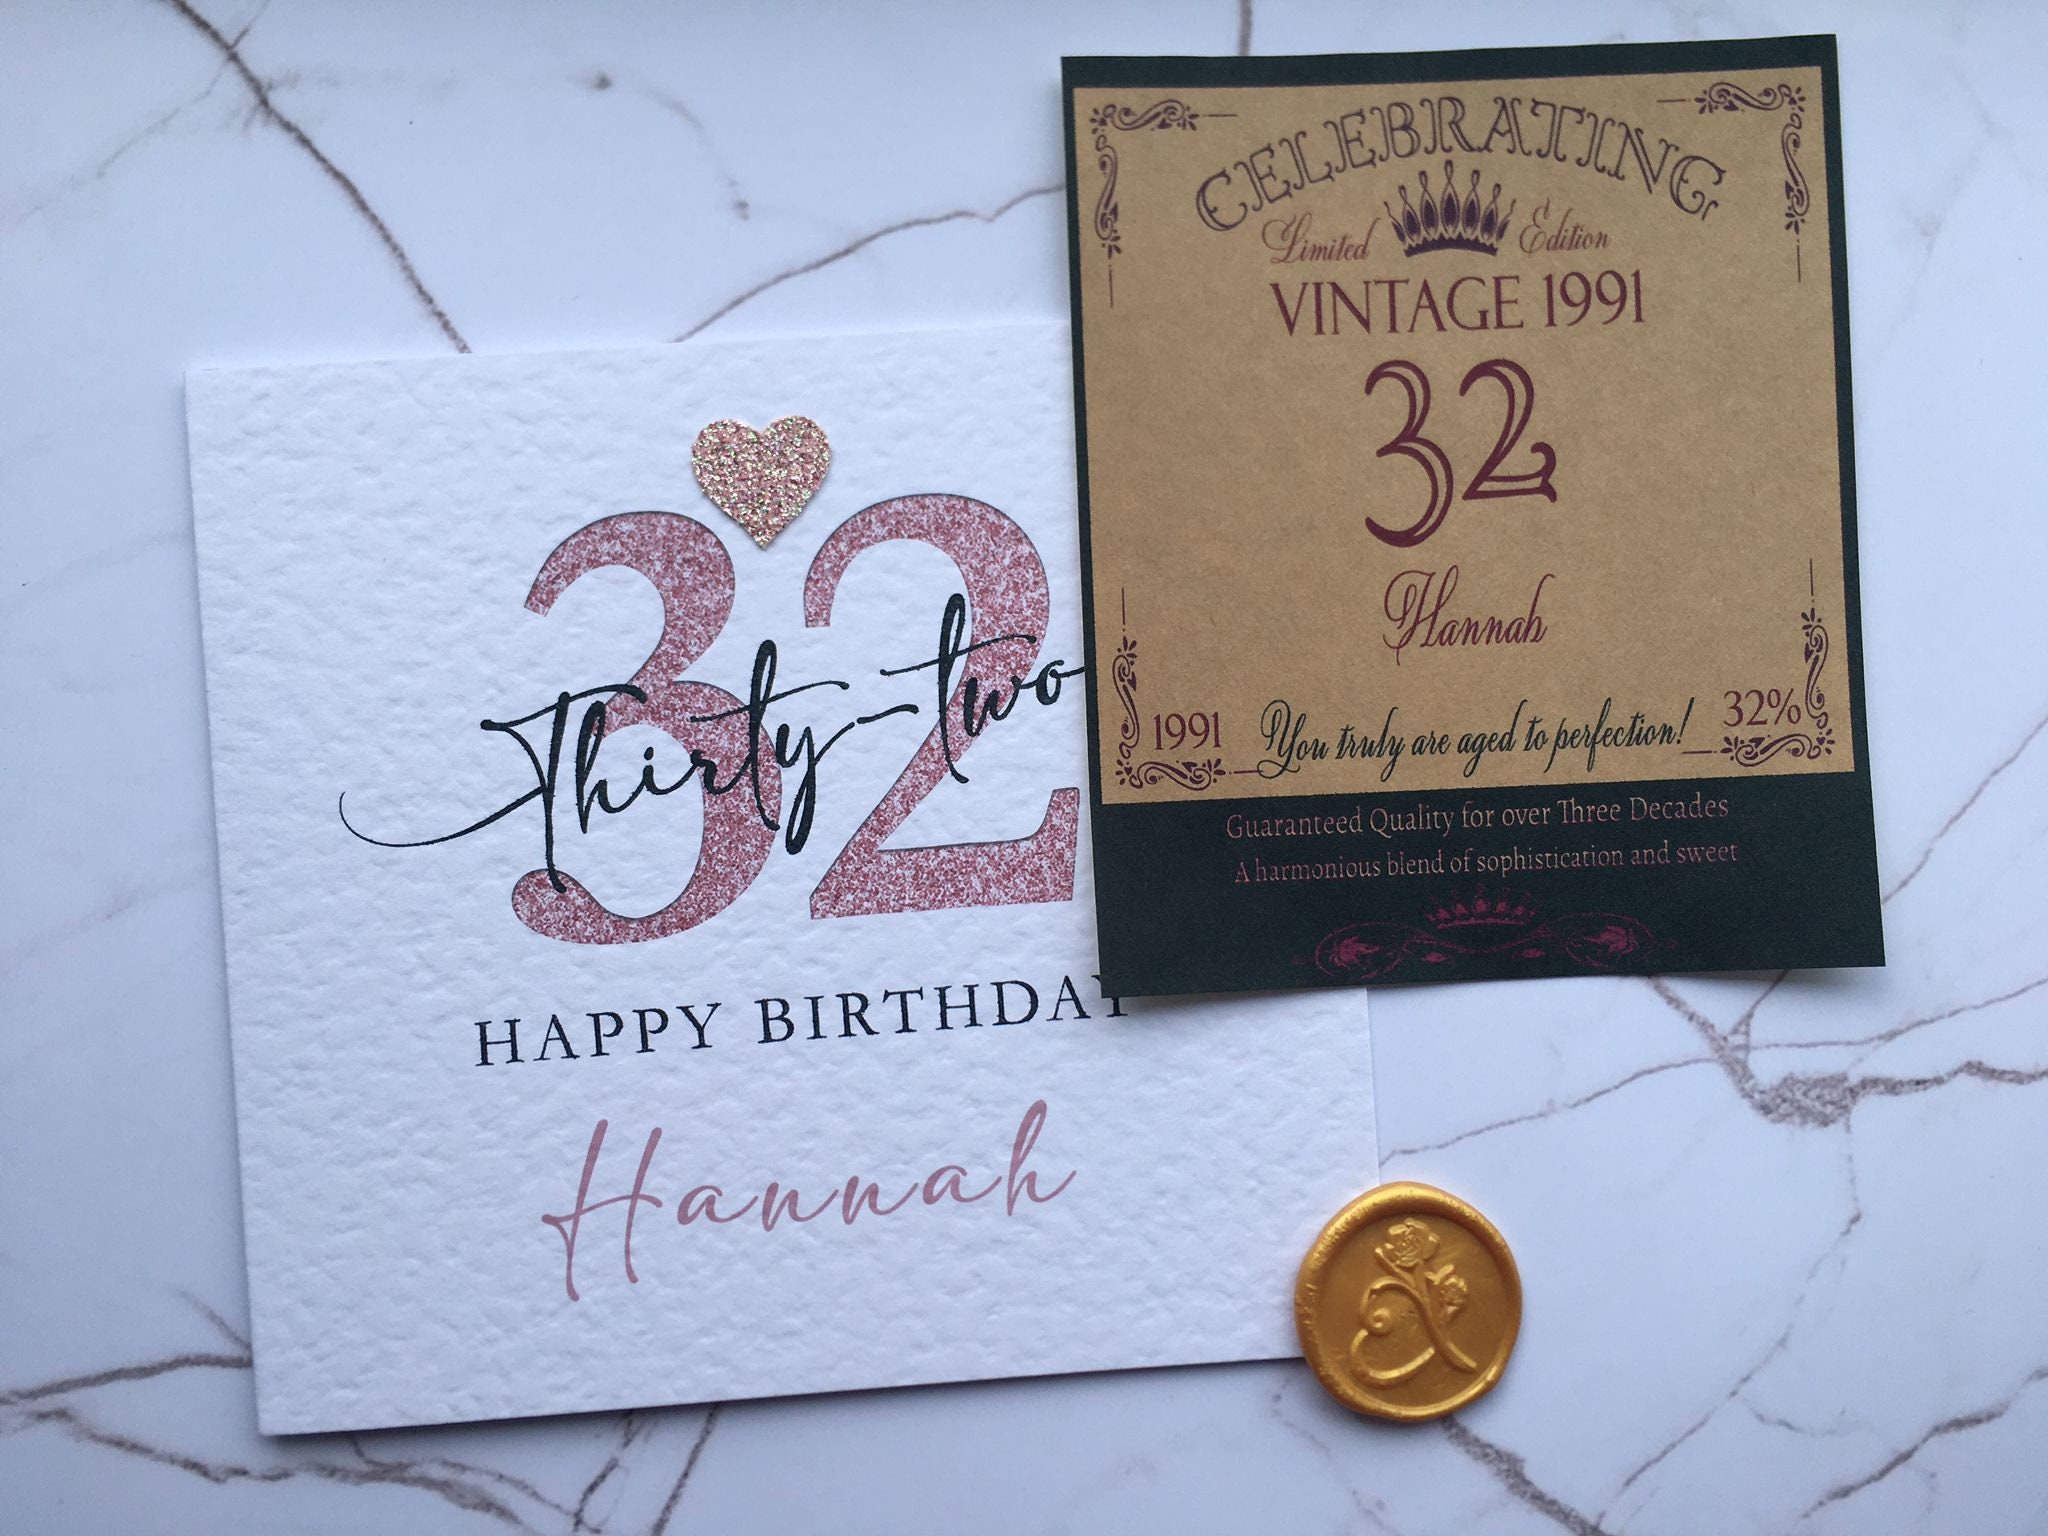 32
Thirty-two
HAPPY BIRTHDAY
Hannah
CELEBRATING
Limited Edition
VINTAGE 1991
32
Hannah
1991 You truly are aged to perfection! 32%
Guaranteed Quality for over Three Decades
A harmonious blend of sophistication and sweet